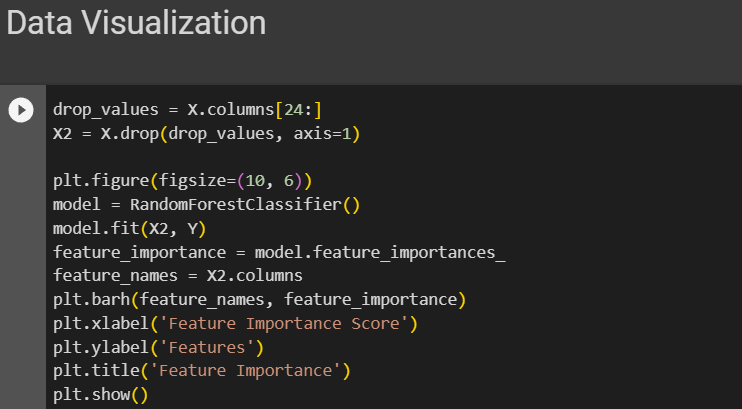 Data Visualization
drop_values = X.columns[24:]
X2 = X.drop(drop_values, axis=1)
plt.figure(figsize=(10, 6))
model = RandomForestClassifier()
model.fit(X2, Y)
feature_importance = model.feature_importances_
feature_names = X2.columns
plt.barh(feature_names, feature_importance)
plt.xlabel('Feature Importance Score')
plt.ylabel('Features')
plt.title('Feature Importance')
plt.show()